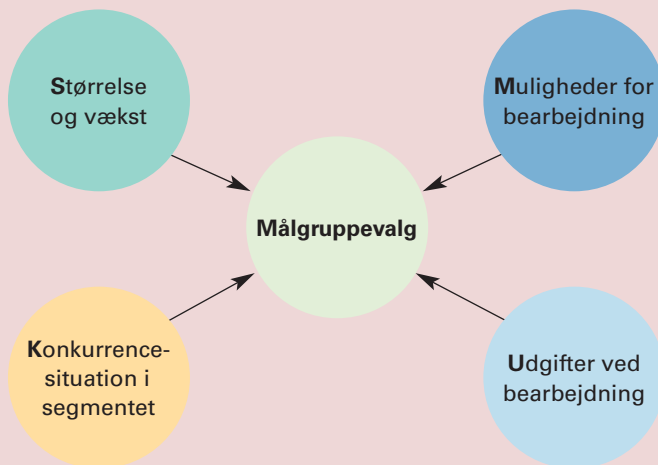 Størrelse
og vækst
Muligheder for
bearbejdning
Målgruppevalg
Konkurrence-
situation i
segmentet
Udgifter ved
bearbejdning